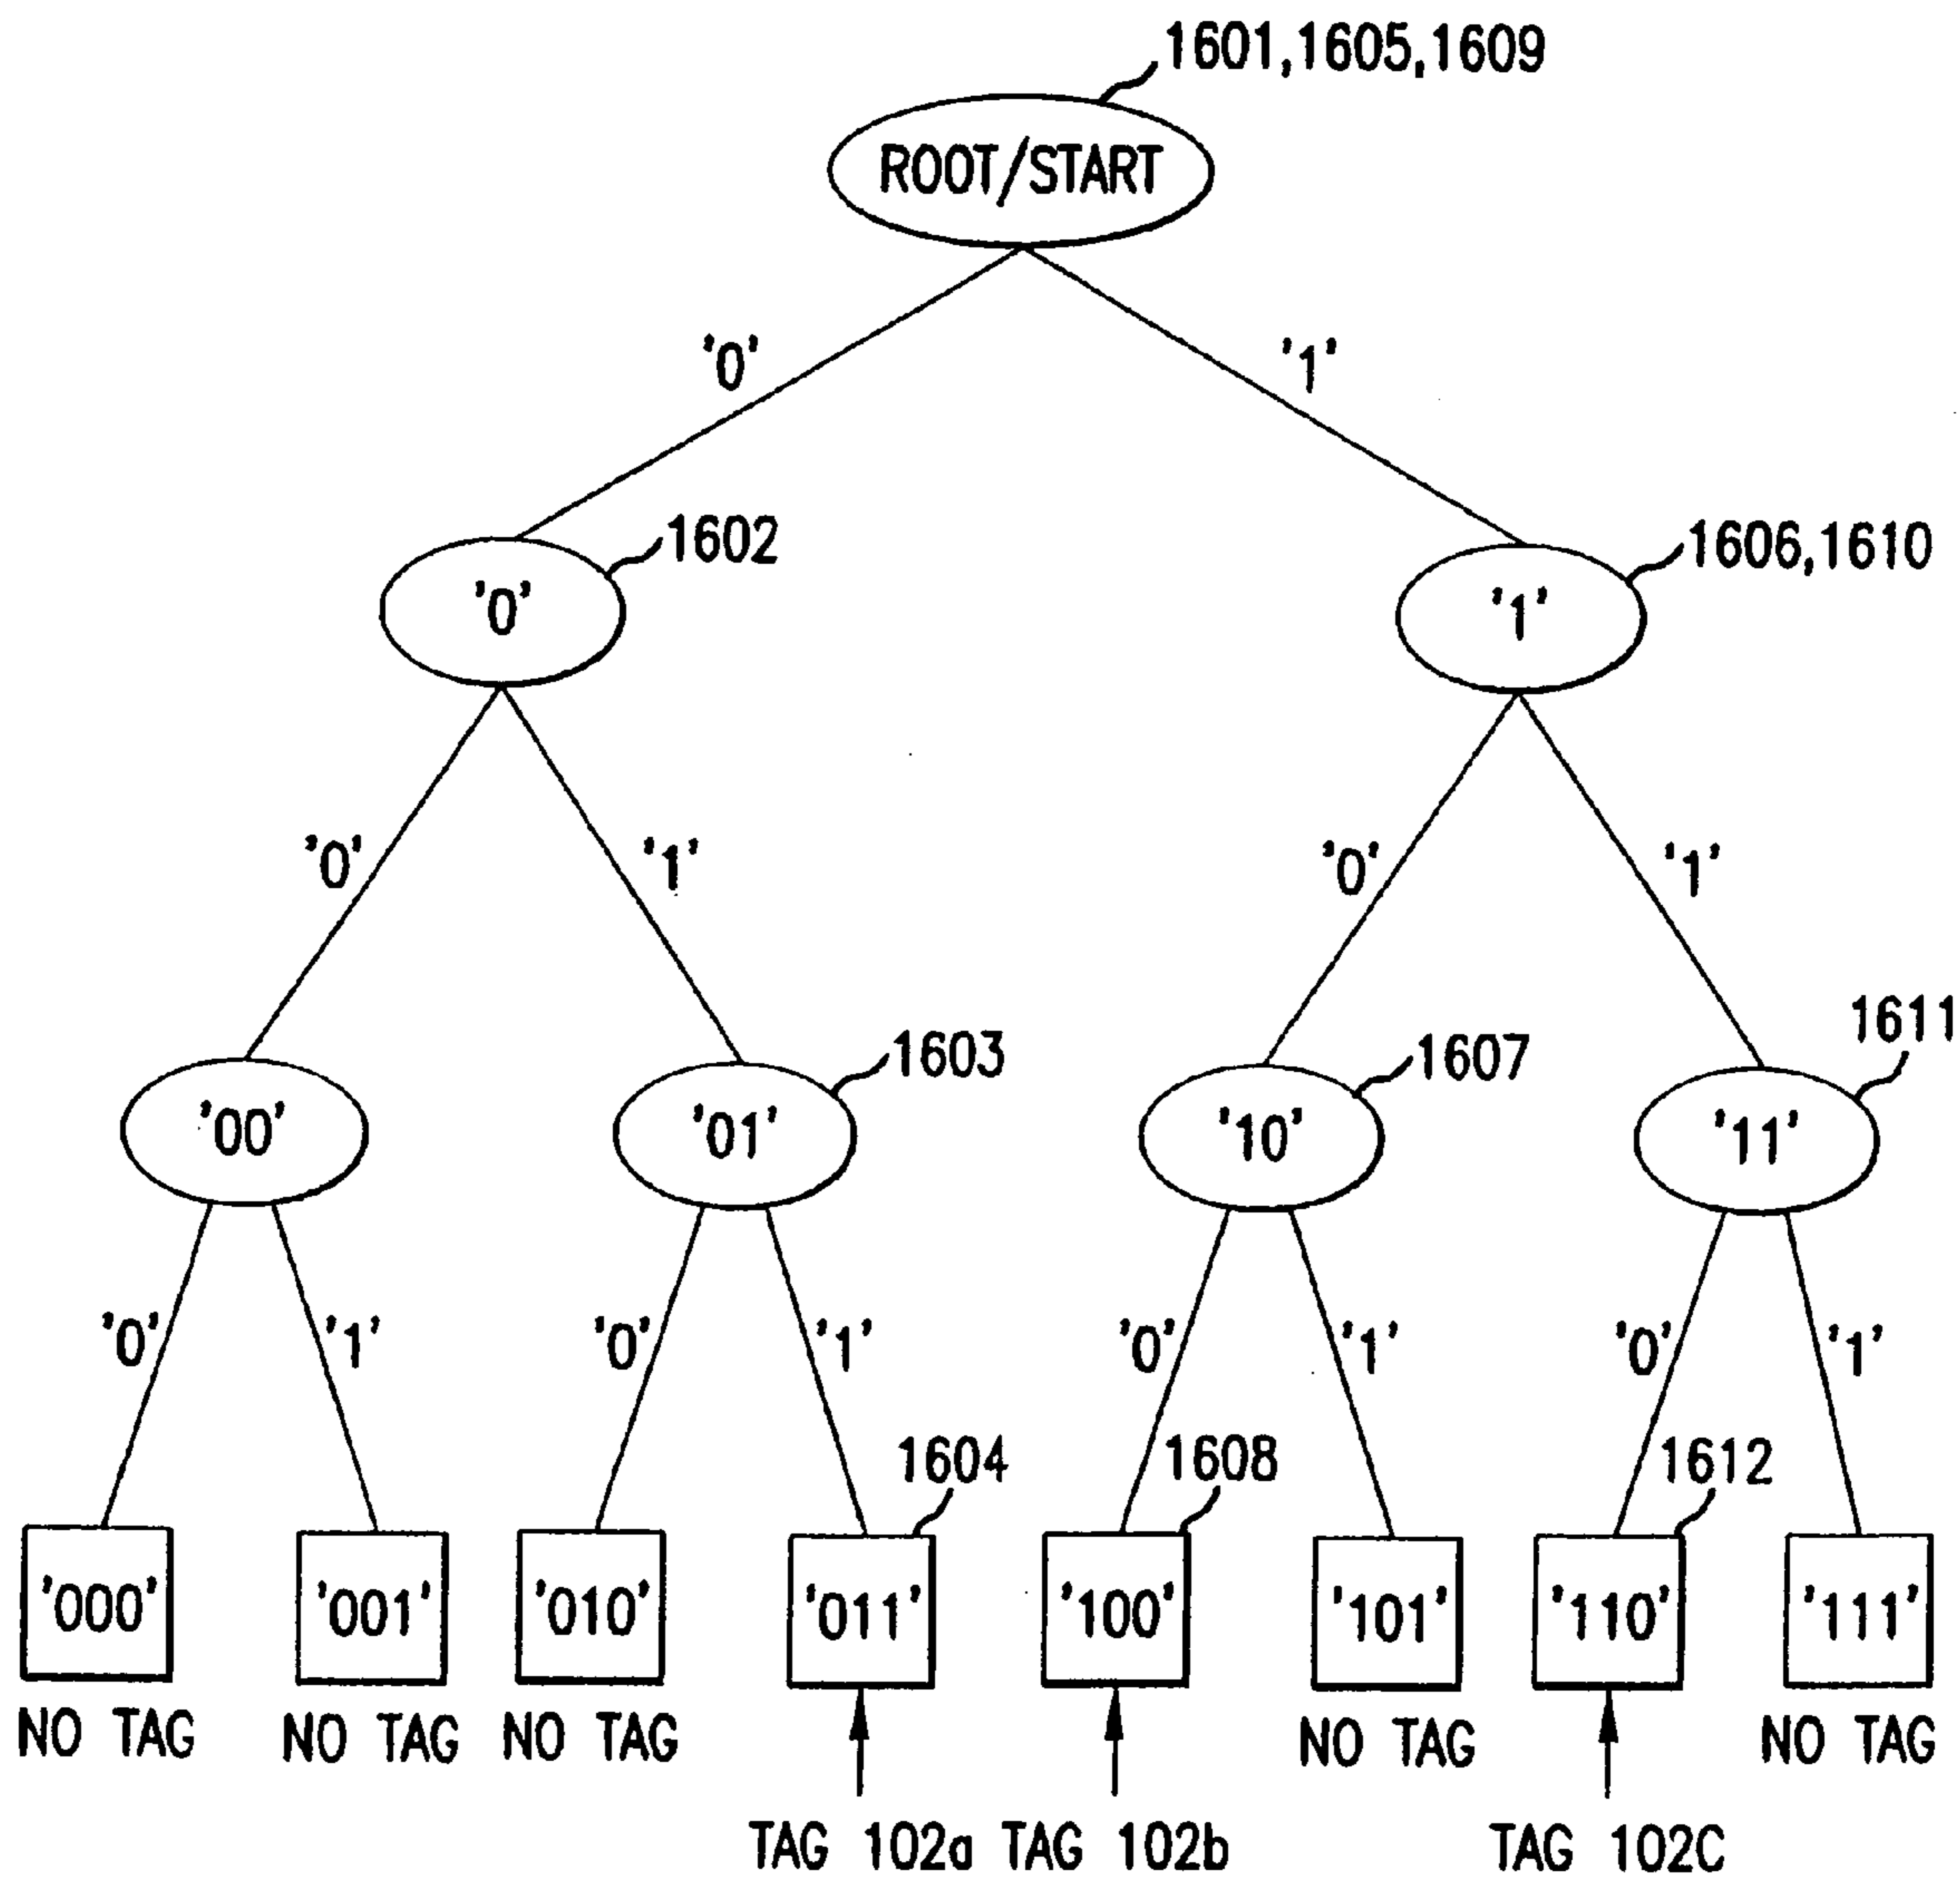 1601,1605,1609
ROOT/START
'0' '1'
1602 1606,1610
'0' '1'
'0' '1' '0' '1'
1603 1607 1611
'00' '01' '10' '11'
'0' '1' '0' '1' '0' '1' '0' '1'
1604 1608 1612
'000' '001' '010' '011' '100' '101' '110' '111'
NO TAG NO TAG NO TAG NO TAG NO TAG
TAG 102a TAG 102b TAG 102C